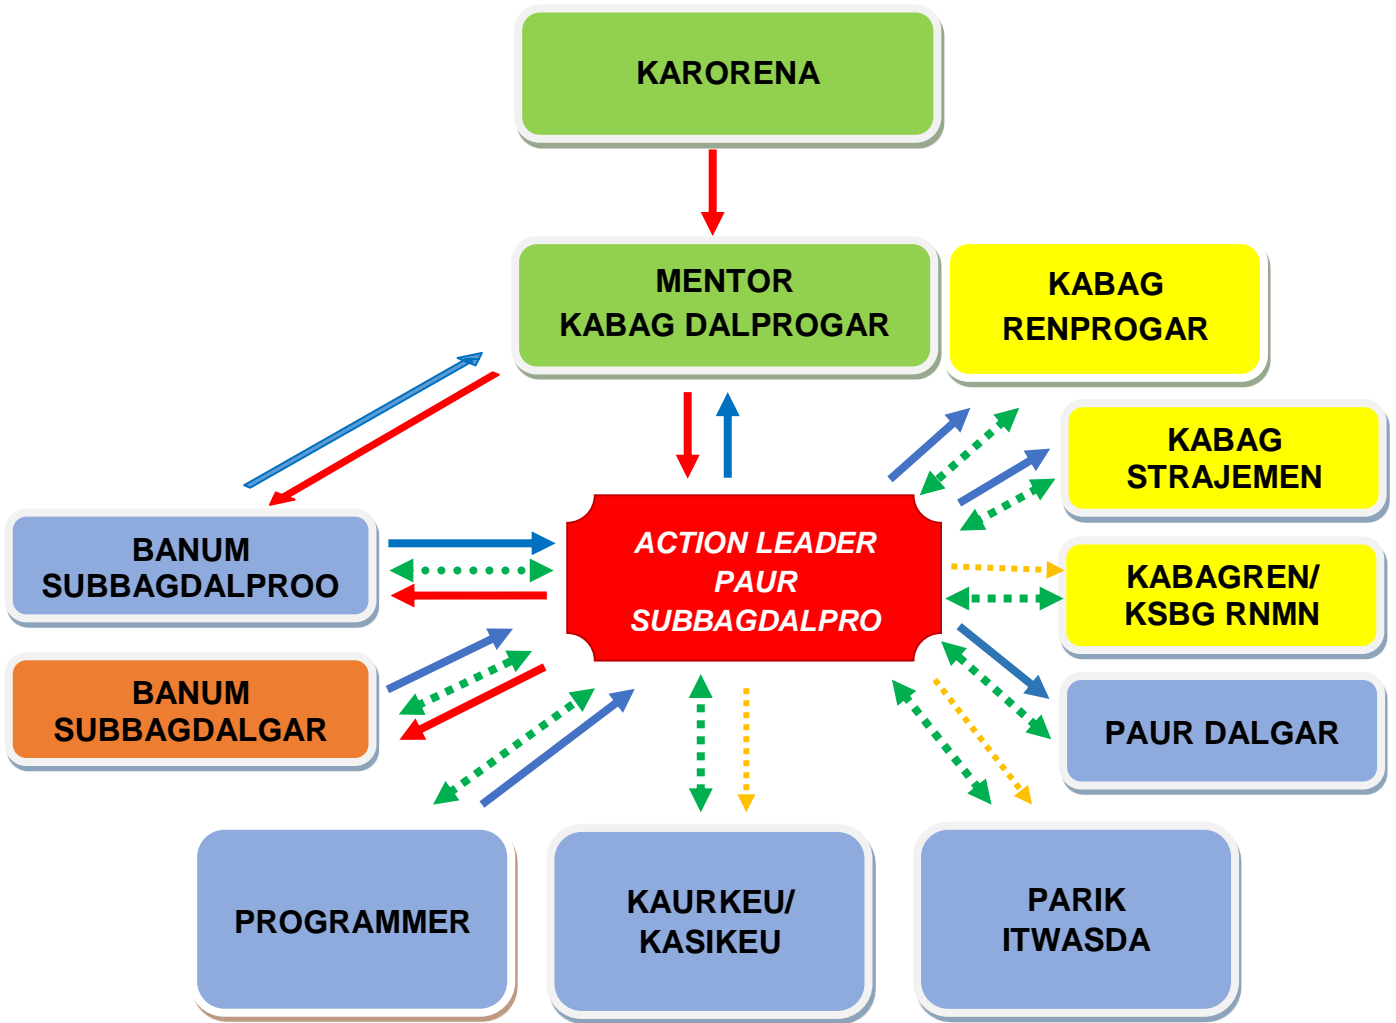 KARORENA
MENTOR
KABAG DALPROGAR
KABAG
RENPROGAR
KABAG
STRAJEMEN
ACTION LEADER
PAUR
SUBBAGDALPRO
BANUM
SUBBAGDALPROO
KABAGREN/
KSBG RNMN
BANUM
SUBBAGDALGAR
PAUR DALGAR
PROGRAMMER
KAURKEU/
KASIKEU
PARIK
ITWASDA